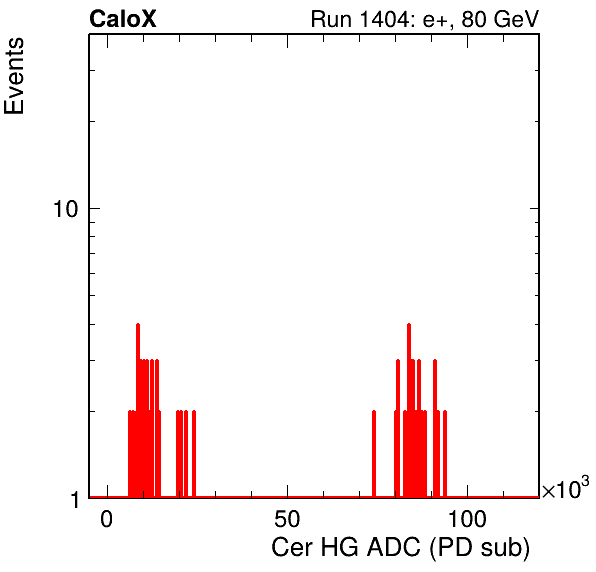 CaloX Run 1404: e+, 80 GeV
Events
10
1
0 50 100
×10³
Cer HG ADC (PD sub)